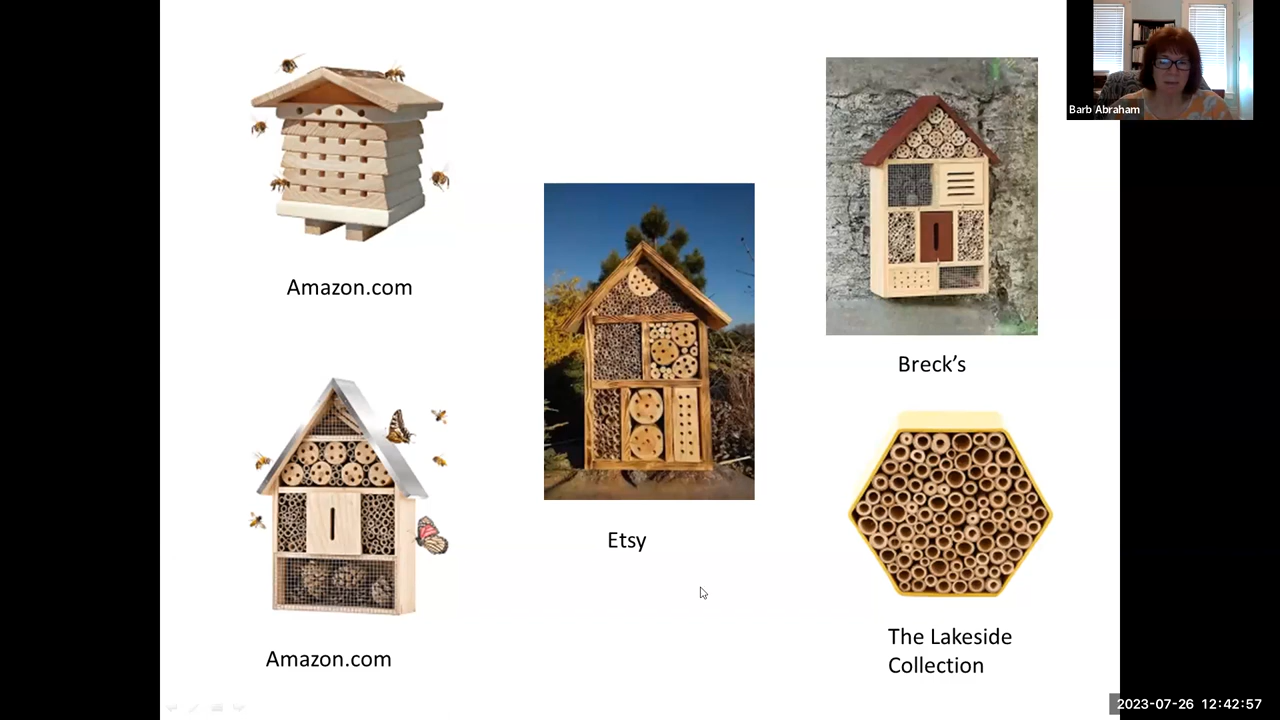 Barb Abraham
Amazon.com
Breck's
Etsy
The Lakeside
Collection
Amazon.com
2023-07-26 12:42:57